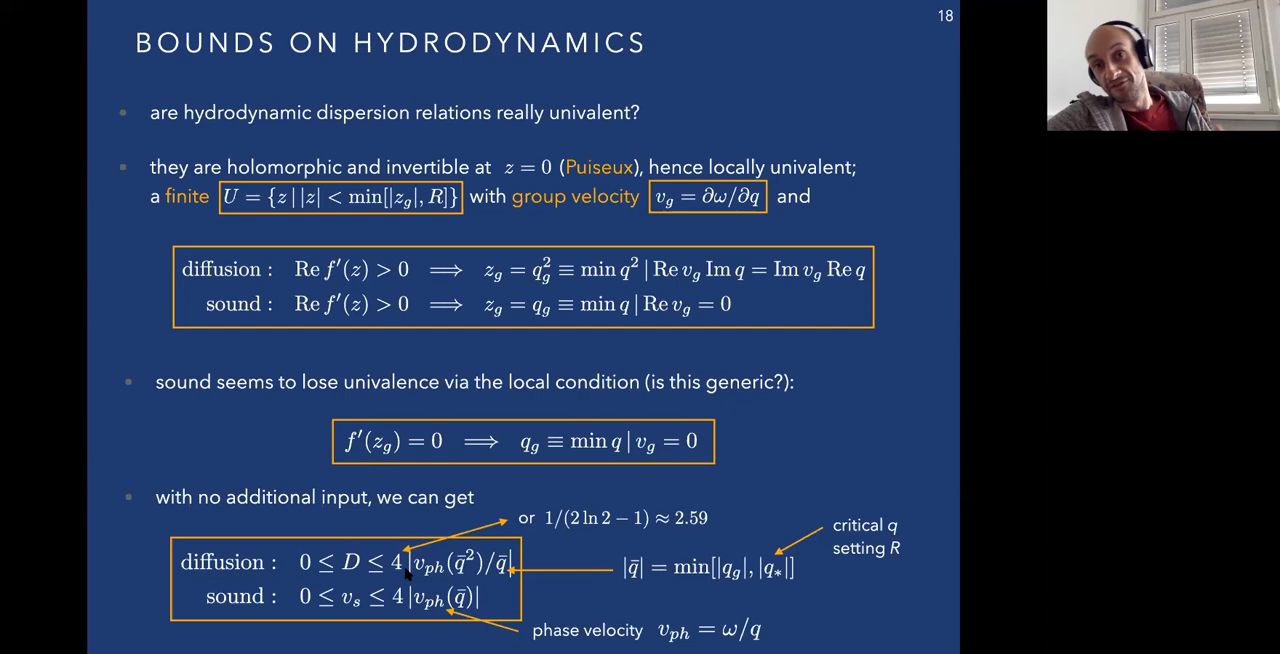 18
BOUNDS ON HYDRODYNAMICS
• are hydrodynamic dispersion relations really univalent?
• they are holomorphic and invertible at z = 0 (Puiseux), hence locally univalent;
a finite U = {z | |z| < min[|z_g|, R]} with group velocity v_g = ∂ω/∂q and
diffusion : Re f′(z) > 0 ⟹ z_g = q_g² ≡ min q² | Re v_g Im q = Im v_g Re q
sound : Re f′(z) > 0 ⟹ z_g = q_g ≡ min q | Re v_g = 0
• sound seems to lose univalence via the local condition (is this generic?):
f′(z_g) = 0 ⟹ q_g ≡ min q | v_g = 0
• with no additional input, we can get
or 1/(2 ln 2 − 1) ≈ 2.59
critical q
setting R
diffusion : 0 ≤ D ≤ 4 |v_ph(q̄²)/q̄|
|q̄| = min[|q_g|, |q_*|]
sound : 0 ≤ v_s ≤ 4 |v_ph(q̄)|
phase velocity v_ph = ω/q